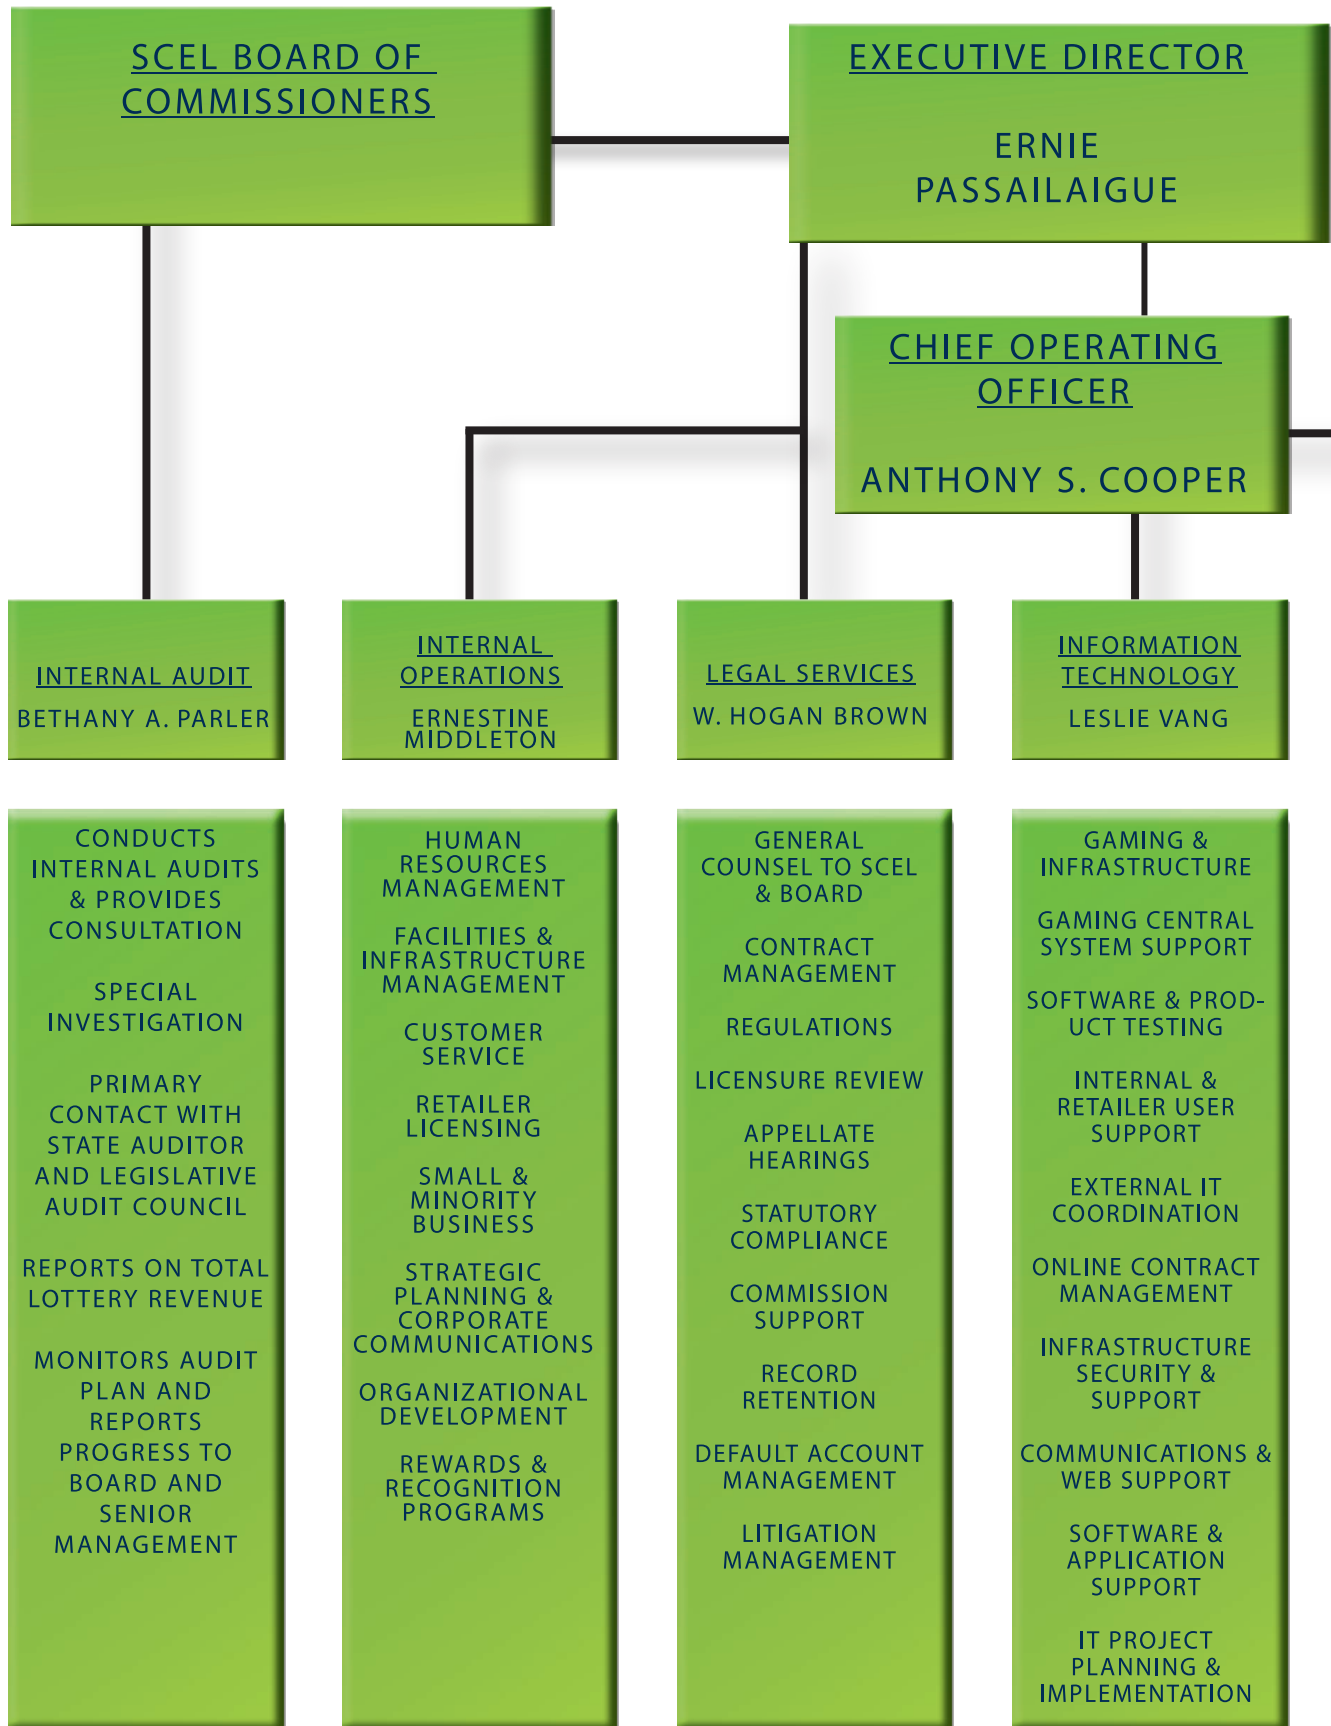 SCEL BOARD OF
COMMISSIONERS
EXECUTIVE DIRECTOR
ERNIE
PASSAILAIGUE
CHIEF OPERATING
OFFICER
ANTHONY S. COOPER
INTERNAL AUDIT
BETHANY A. PARLER
INTERNAL
OPERATIONS
ERNESTINE
MIDDLETON
LEGAL SERVICES
W. HOGAN BROWN
INFORMATION
TECHNOLOGY
LESLIE VANG
CONDUCTS
INTERNAL AUDITS
& PROVIDES
CONSULTATION
SPECIAL
INVESTIGATION
PRIMARY
CONTACT WITH
STATE AUDITOR
AND LEGISLATIVE
AUDIT COUNCIL
REPORTS ON TOTAL
LOTTERY REVENUE
MONITORS AUDIT
PLAN AND
REPORTS
PROGRESS TO
BOARD AND
SENIOR
MANAGEMENT
HUMAN
RESOURCES
MANAGEMENT
FACILITIES &
INFRASTRUCTURE
MANAGEMENT
CUSTOMER
SERVICE
RETAILER
LICENSING
SMALL &
MINORITY
BUSINESS
STRATEGIC
PLANNING &
CORPORATE
COMMUNICATIONS
ORGANIZATIONAL
DEVELOPMENT
REWARDS &
RECOGNITION
PROGRAMS
GENERAL
COUNSEL TO SCEL
& BOARD
CONTRACT
MANAGEMENT
REGULATIONS
LICENSURE REVIEW
APPELLATE
HEARINGS
STATUTORY
COMPLIANCE
COMMISSION
SUPPORT
RECORD
RETENTION
DEFAULT ACCOUNT
MANAGEMENT
LITIGATION
MANAGEMENT
GAMING &
INFRASTRUCTURE
GAMING CENTRAL
SYSTEM SUPPORT
SOFTWARE & PROD-
UCT TESTING
INTERNAL &
RETAILER USER
SUPPORT
EXTERNAL IT
COORDINATION
ONLINE CONTRACT
MANAGEMENT
INFRASTRUCTURE
SECURITY &
SUPPORT
COMMUNICATIONS &
WEB SUPPORT
SOFTWARE &
APPLICATION
SUPPORT
IT PROJECT
PLANNING &
IMPLEMENTATION